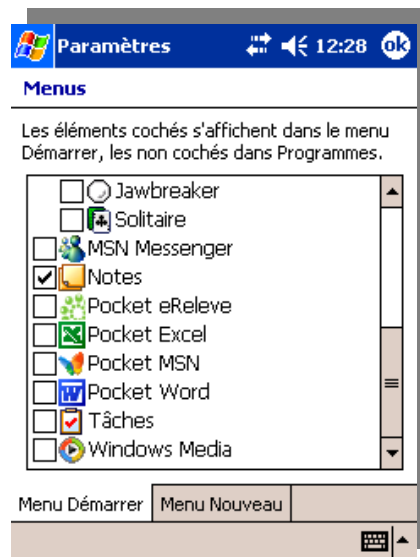 Paramètres 12:28 ok
Menus
Les éléments cochés s'affichent dans le menu
Démarrer, les non cochés dans Programmes.
Jawbreaker
Solitaire
MSN Messenger
Notes
Pocket eReleve
Pocket Excel
Pocket MSN
Pocket Word
Tâches
Windows Media
Menu Démarrer Menu Nouveau